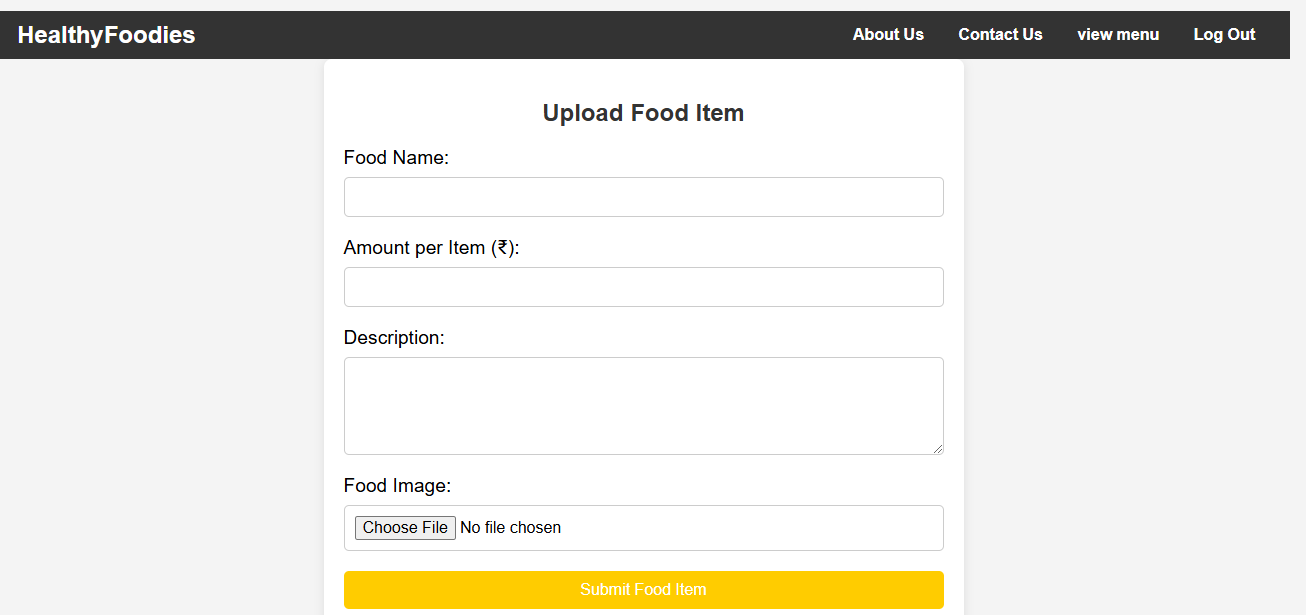 HealthyFoodies About Us Contact Us view menu Log Out
Upload Food Item
Food Name:
Amount per Item (₹):
Description:
Food Image:
Choose File No file chosen
Submit Food Item